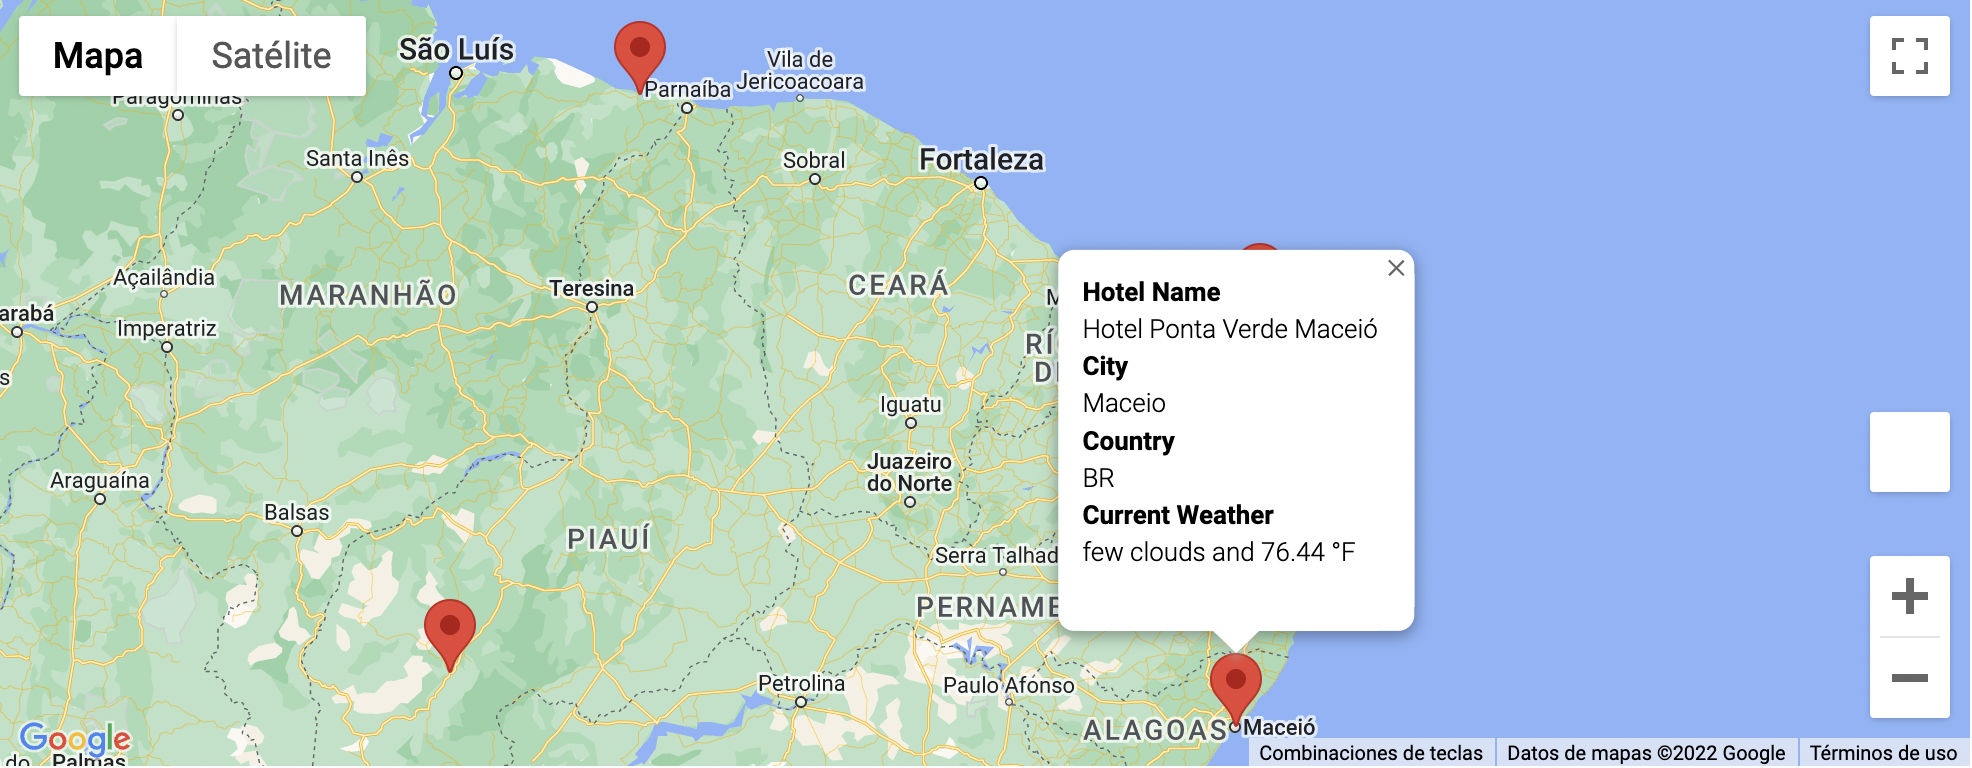 Mapa
Satélite
São Luís
Parnaíba
Vila de
Jericoacoara
Paragominas
Santa Inês
Sobral
Fortaleza
Açailândia
MARANHÃO
Teresina
CEARÁ
Imperatriz
Iguatu
Juazeiro
do Norte
Araguaína
Balsas
PIAUÍ
Serra Talhad
PERNAME
Petrolina
Paulo Afonso
ALAGOAS
Maceió
Hotel Name
Hotel Ponta Verde Maceió
City
Maceio
Country
BR
Current Weather
few clouds and 76.44 °F
Google
Palmas
Combinaciones de teclas
Datos de mapas ©2022 Google
Términos de uso